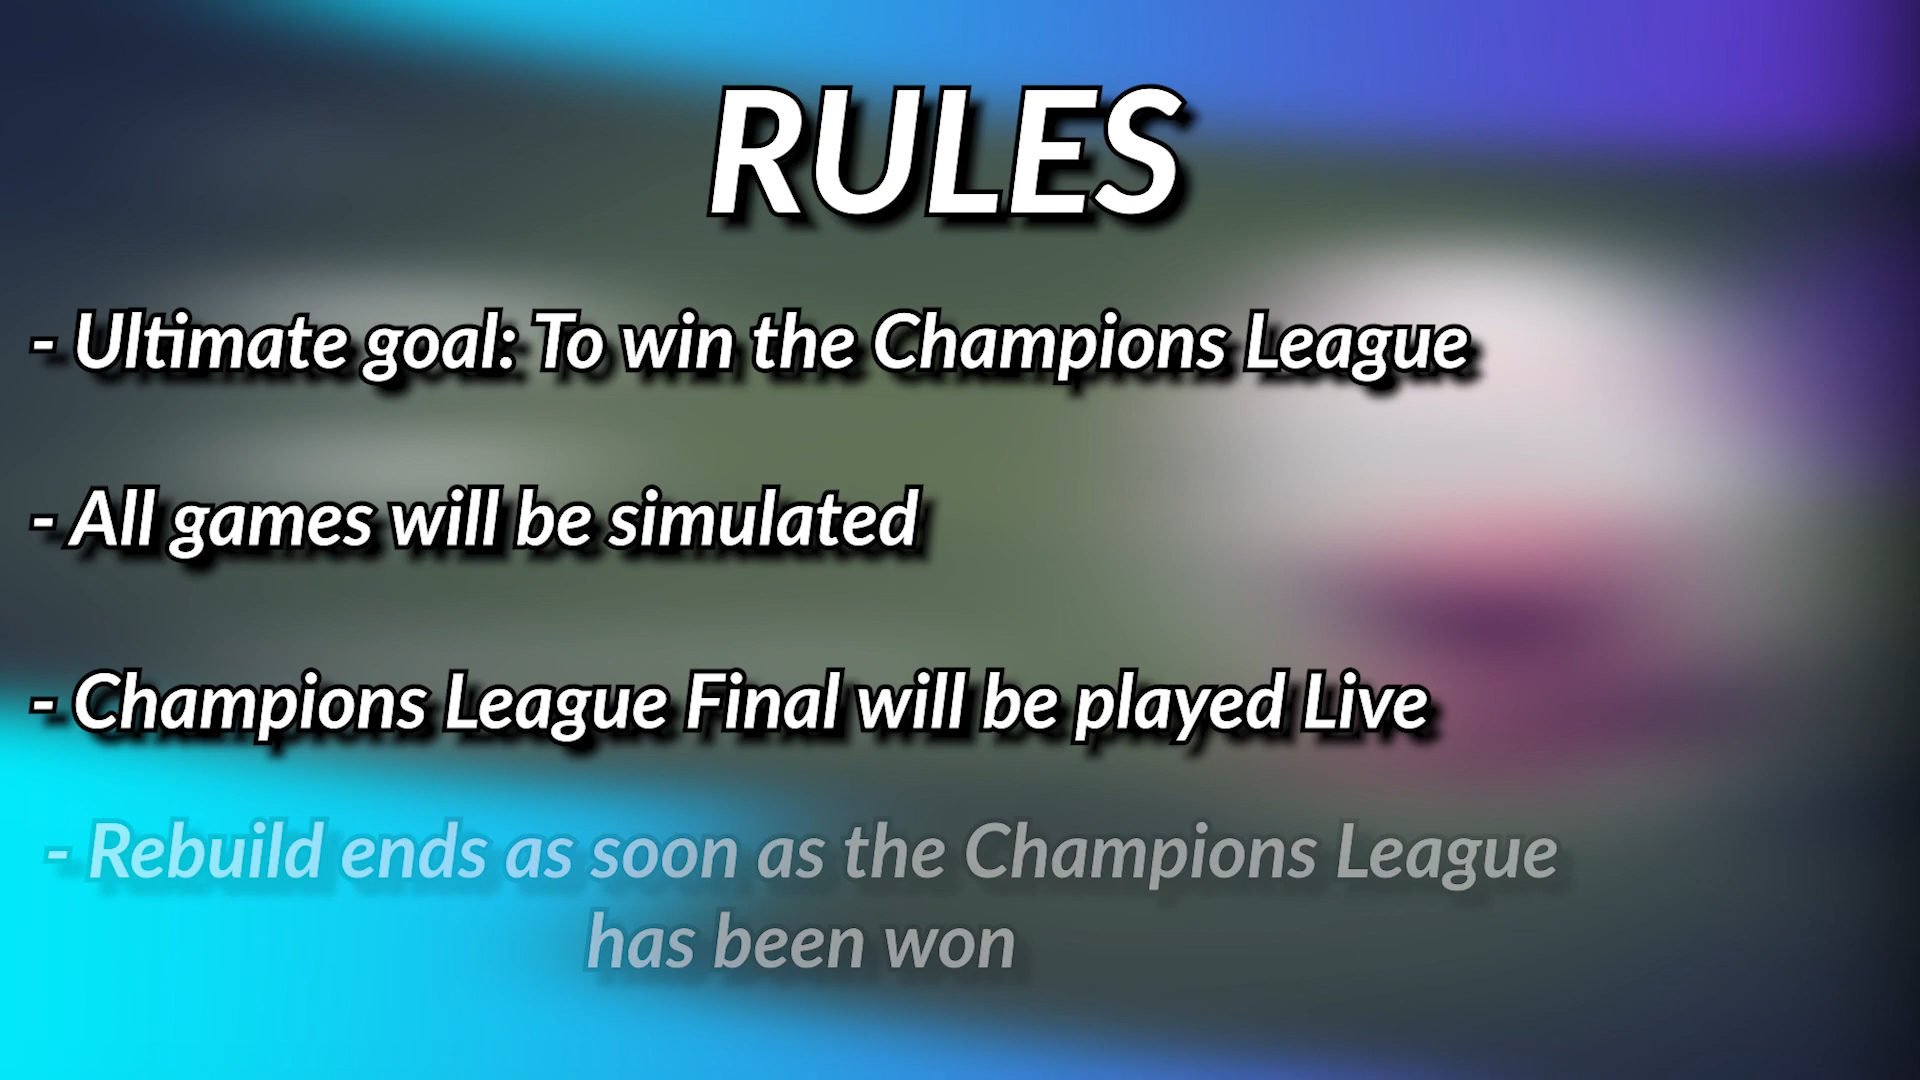 RULES
- Ultimate goal: To win the Champions League
- All games will be simulated
- Champions League Final will be played Live
- Rebuild ends as soon as the Champions League
has been won